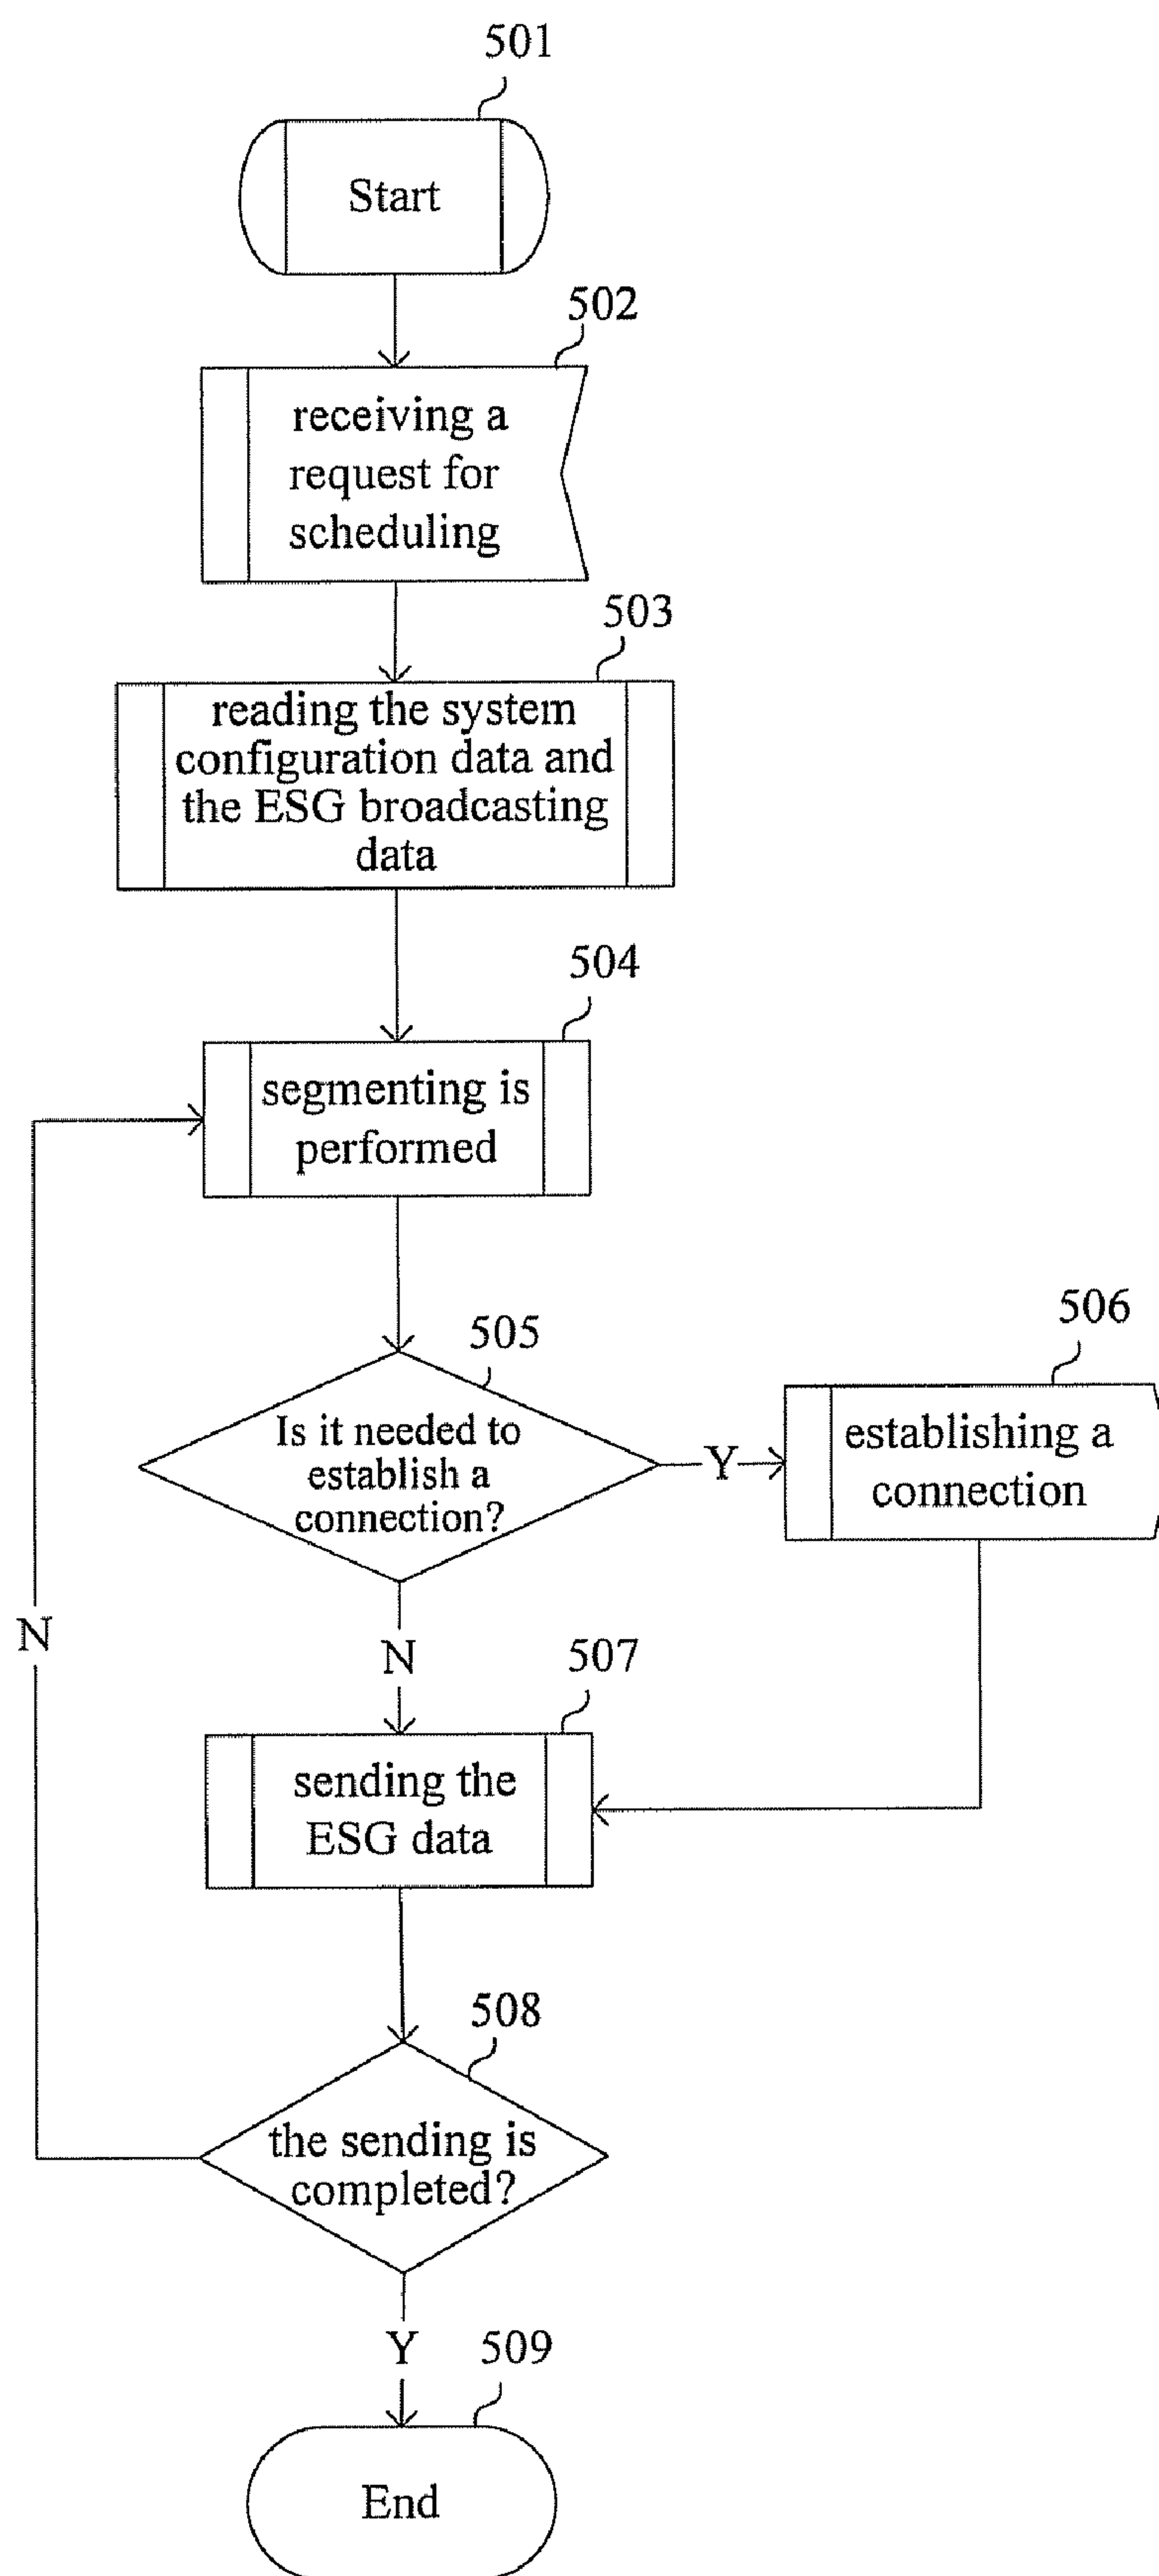 501
Start
502
receiving a
request for
scheduling
503
reading the system
configuration data and
the ESG broadcasting
data
504
segmenting is
performed
505
Is it needed to
establish a
connection?
Y
506
establishing a
connection
N
N
507
sending the
ESG data
508
the sending is
completed?
Y
509
End